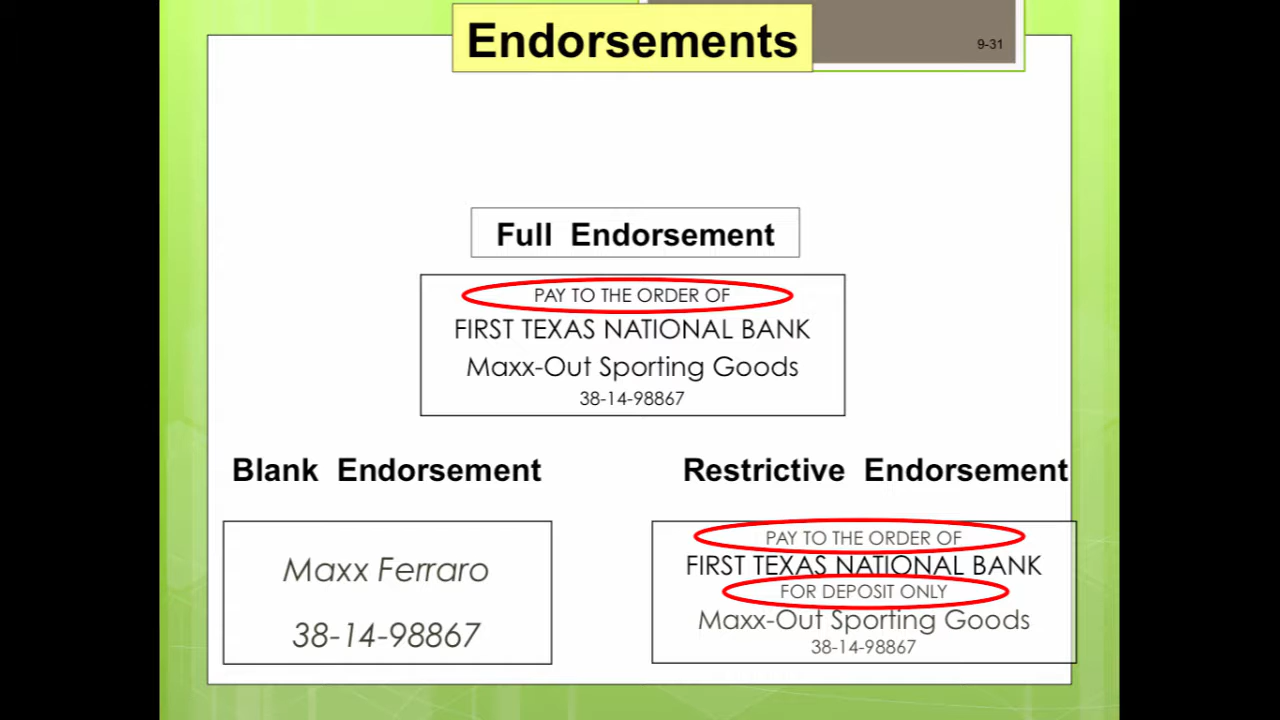 Endorsements
9-31
Full Endorsement
PAY TO THE ORDER OF
FIRST TEXAS NATIONAL BANK
Maxx-Out Sporting Goods
38-14-98867
Blank Endorsement
Maxx Ferraro
38-14-98867
Restrictive Endorsement
PAY TO THE ORDER OF
FIRST TEXAS NATIONAL BANK
FOR DEPOSIT ONLY
Maxx-Out Sporting Goods
38-14-98867